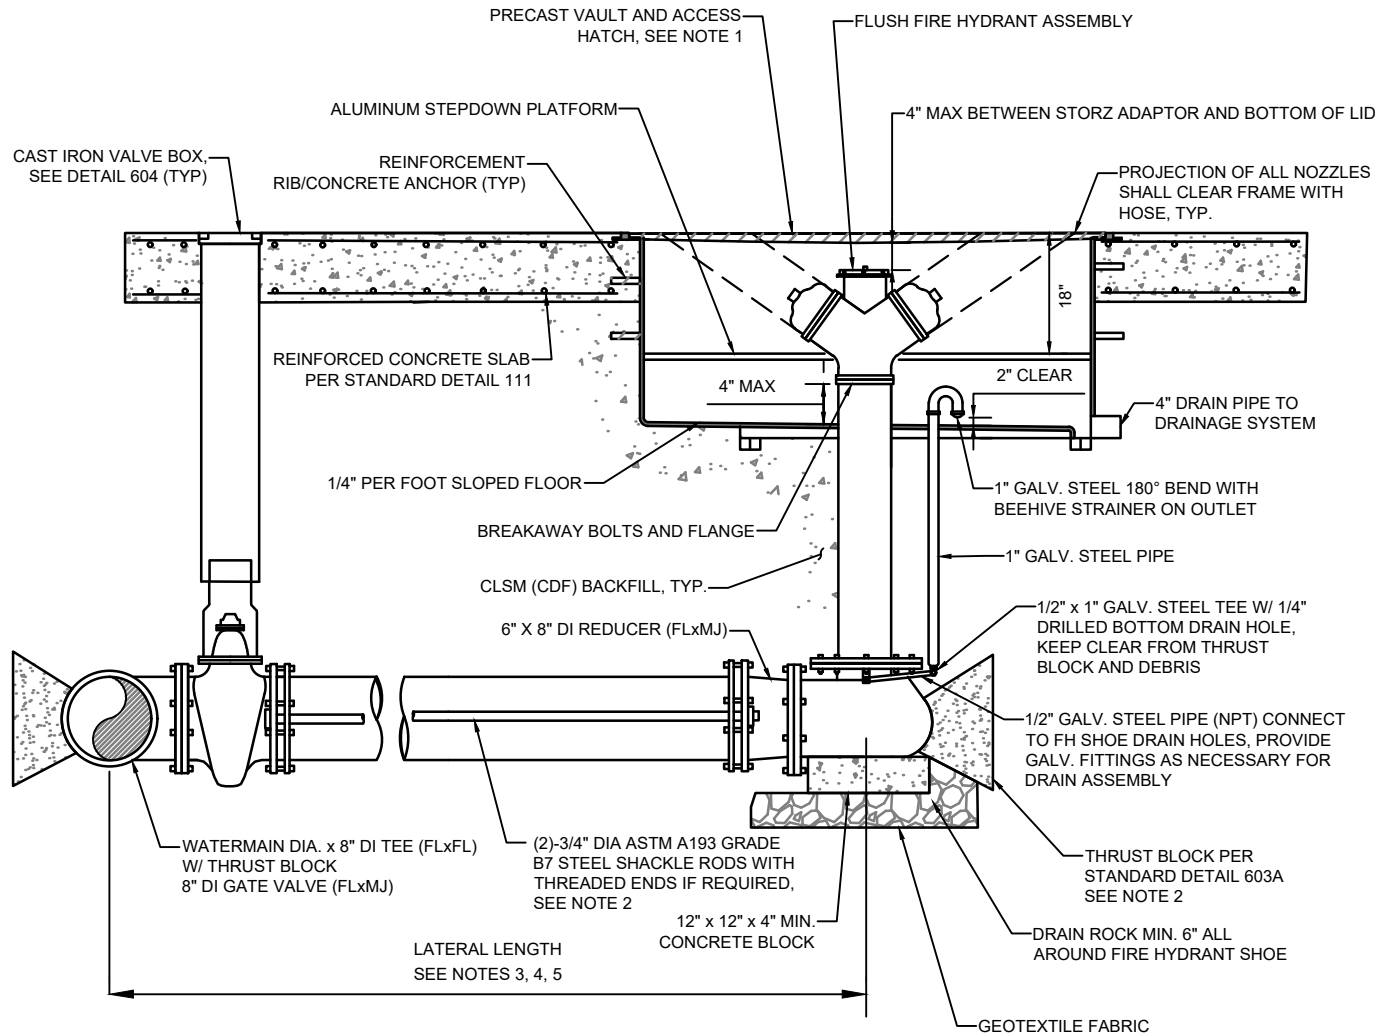 PRECAST VAULT AND ACCESS
HATCH, SEE NOTE 1
FLUSH FIRE HYDRANT ASSEMBLY
ALUMINUM STEPDOWN PLATFORM
4" MAX BETWEEN STORZ ADAPTOR AND BOTTOM OF LID
CAST IRON VALVE BOX,
SEE DETAIL 604 (TYP)
REINFORCEMENT
RIB/CONCRETE ANCHOR (TYP)
PROJECTION OF ALL NOZZLES
SHALL CLEAR FRAME WITH
HOSE, TYP.
18"
REINFORCED CONCRETE SLAB
PER STANDARD DETAIL 111
4" MAX
2" CLEAR
4" DRAIN PIPE TO
DRAINAGE SYSTEM
1/4" PER FOOT SLOPED FLOOR
1" GALV. STEEL 180° BEND WITH
BEEHIVE STRAINER ON OUTLET
BREAKAWAY BOLTS AND FLANGE
1" GALV. STEEL PIPE
CLSM (CDF) BACKFILL, TYP.
6" X 8" DI REDUCER (FLxMJ)
1/2" x 1" GALV. STEEL TEE W/ 1/4"
DRILLED BOTTOM DRAIN HOLE,
KEEP CLEAR FROM THRUST
BLOCK AND DEBRIS
1/2" GALV. STEEL PIPE (NPT) CONNECT
TO FH SHOE DRAIN HOLES, PROVIDE
GALV. FITTINGS AS NECESSARY FOR
DRAIN ASSEMBLY
WATERMAIN DIA. x 8" DI TEE (FLxFL)
W/ THRUST BLOCK
8" DI GATE VALVE (FLxMJ)
(2)-3/4" DIA ASTM A193 GRADE
B7 STEEL SHACKLE RODS WITH
THREADED ENDS IF REQUIRED,
SEE NOTE 2
THRUST BLOCK PER
STANDARD DETAIL 603A
SEE NOTE 2
12" x 12" x 4" MIN.
CONCRETE BLOCK
DRAIN ROCK MIN. 6" ALL
AROUND FIRE HYDRANT SHOE
LATERAL LENGTH
SEE NOTES 3, 4, 5
GEOTEXTILE FABRIC